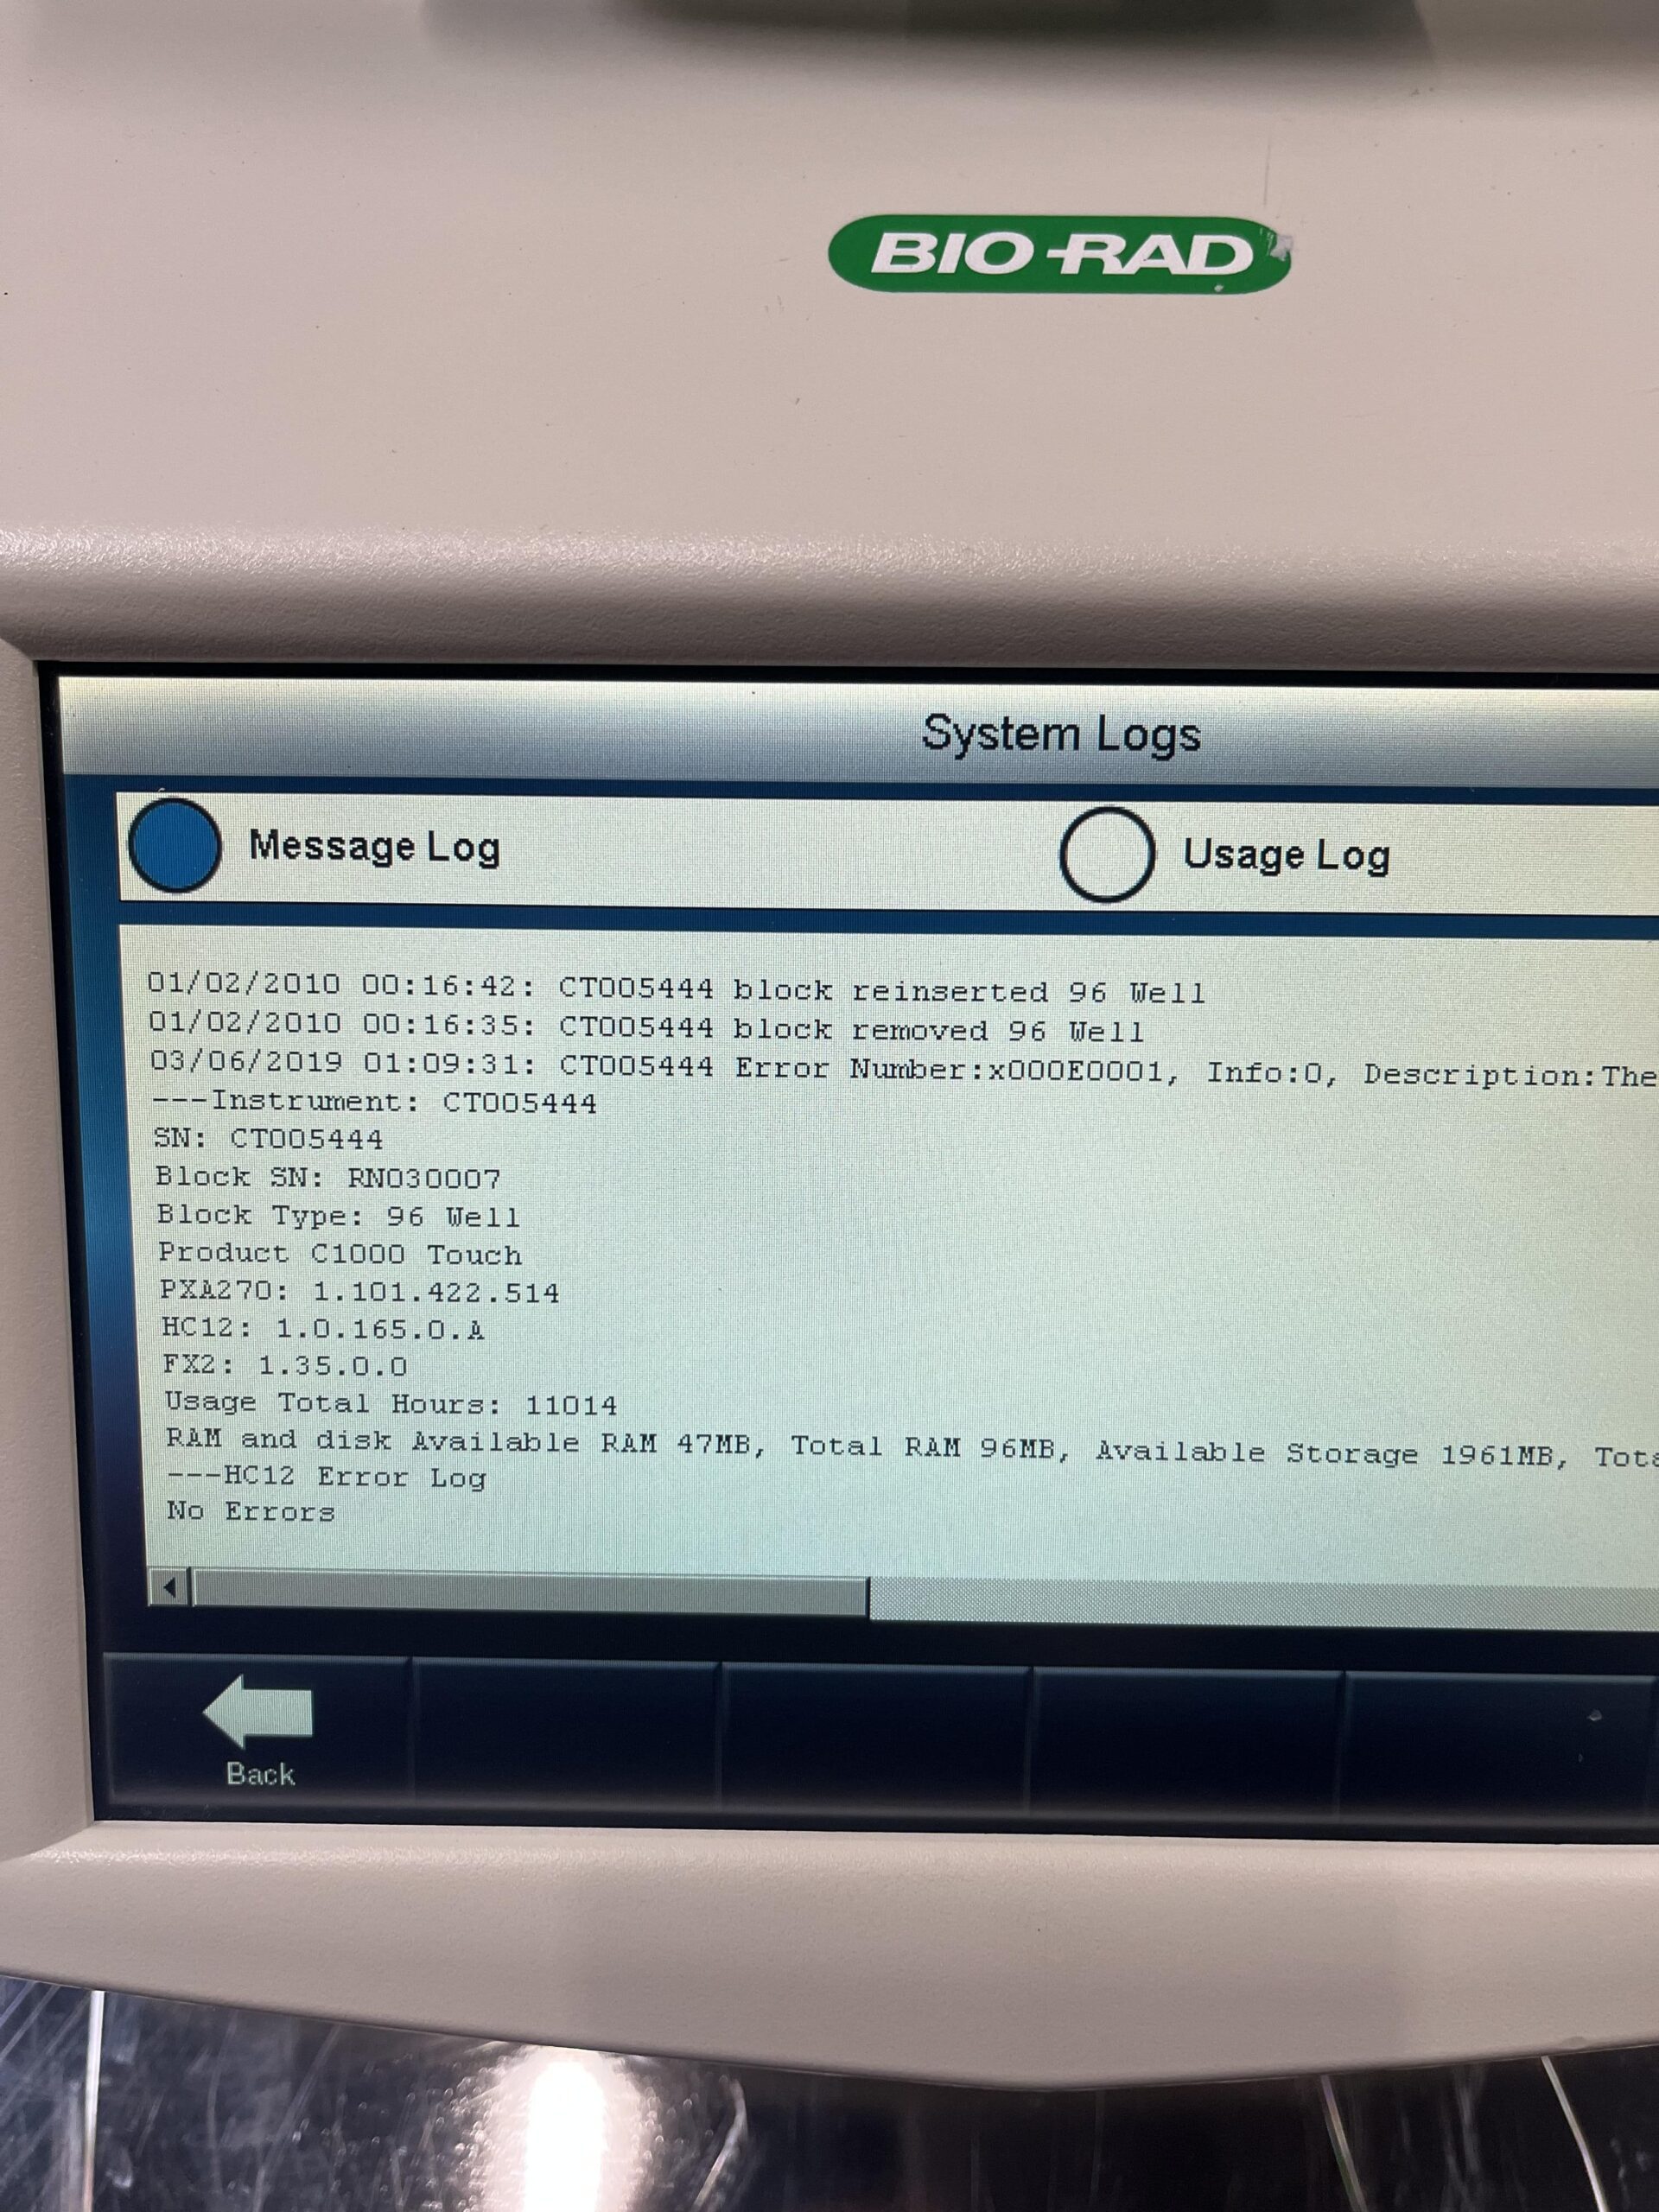 BIO-RAD
System Logs
Message Log
Usage Log
01/02/2010 00:16:42: CT005444 block reinserted 96 Well
01/02/2010 00:16:35: CT005444 block removed 96 Well
03/06/2019 01:09:31: CT005444 Error Number:x000E0001, Info:0, Description:The
---Instrument: CT005444
SN: CT005444
Block SN: RN030007
Block Type: 96 Well
Product C1000 Touch
PXA270: 1.101.422.514
HC12: 1.0.165.0.A
FX2: 1.35.0.0
Usage Total Hours: 11014
RAM and disk Available RAM 47MB, Total RAM 96MB, Available Storage 1961MB,
---HC12 Error Log
No Errors
Back